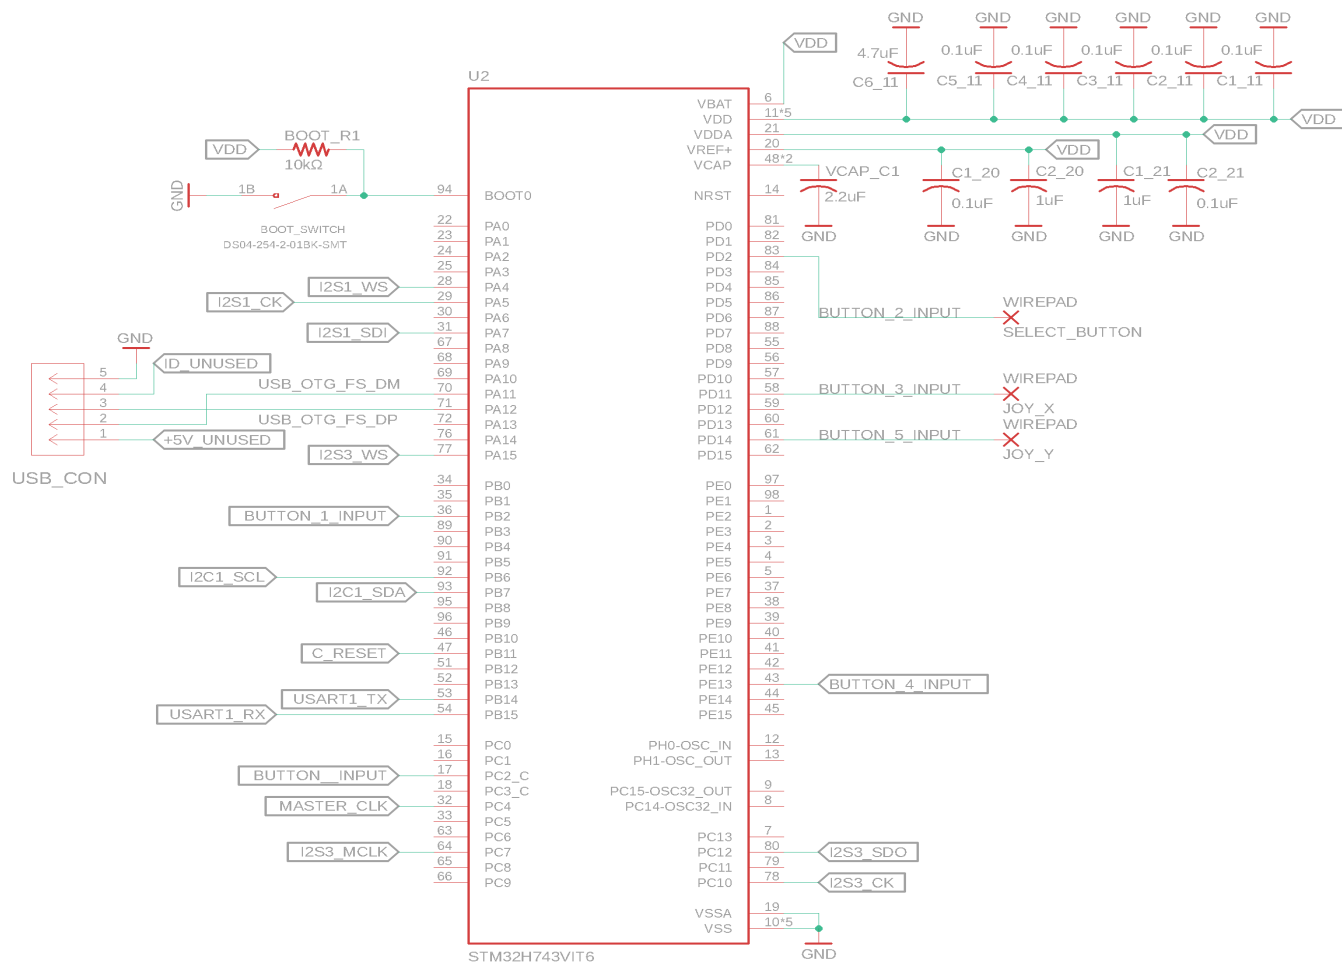 GND GND GND GND GND GND
VDD
4.7uF 0.1uF 0.1uF 0.1uF 0.1uF 0.1uF
C6_11 C5_11 C4_11 C3_11 C2_11 C1_11
U2
VBAT 6
VDD 11*5 VDD
VDDA 21 VDD
VREF+ 20 VDD
VCAP 48*2
BOOT_R1
VDD
10kΩ
VCAP_C1 C1_20 C2_20 C1_21 C2_21
2.2uF 0.1uF 1uF 1uF 0.1uF
GND GND GND GND GND
GND 1B 1A 94 BOOT0
NRST 14
BOOT_SWITCH
DS04-254-2-01BK-SMT
22 PA0 PD0 81
23 PA1 PD1 82
24 PA2 PD2 83
25 PA3 PD3 84
I2S1_WS 28 PA4 PD4 85
I2S1_CK 29 PA5 PD5 86
WIREPAD
30 PA6 PD6 87 BUTTON_2_INPUT
I2S1_SDI 31 PA7 PD7 88
SELECT_BUTTON
67 PA8 PD8 55
GND
ID_UNUSED 68 PA9 PD9 56
5 69 PA10 PD10 57
WIREPAD
4 USB_OTG_FS_DM 70 PA11 PD11 58 BUTTON_3_INPUT
3 71 PA12 PD12 59
JOY_X
2 USB_OTG_FS_DP 72 PA13 PD13 60
WIREPAD
1 +5V_UNUSED 76 PA14 PD14 61 BUTTON_5_INPUT
I2S3_WS 77 PA15 PD15 62
JOY_Y
USB_CON
34 PB0 PE0 97
35 PB1 PE1 98
BUTTON_1_INPUT 36 PB2 PE2 1
89 PB3 PE3 2
90 PB4 PE4 3
91 PB5 PE5 4
I2C1_SCL 92 PB6 PE6 5
I2C1_SDA 93 PB7 PE7 37
95 PB8 PE8 38
96 PB9 PE9 39
46 PB10 PE10 40
C_RESET 47 PB11 PE11 41
51 PB12 PE12 42
52 PB13 PE13 43 BUTTON_4_INPUT
USART1_TX 53 PB14 PE14 44
USART1_RX 54 PB15 PE15 45
15 PC0 PH0-OSC_IN 12
16 PC1 PH1-OSC_OUT 13
BUTTON__INPUT 17 PC2_C
18 PC3_C PC15-OSC32_OUT 9
MASTER_CLK 32 PC4 PC14-OSC32_IN 8
33 PC5
63 PC6 PC13 7
I2S3_MCLK 64 PC7 PC12 80 I2S3_SDO
65 PC8 PC11 79
66 PC9 PC10 78 I2S3_CK
VSSA 19
VSS 10*5
GND
STM32H743VIT6